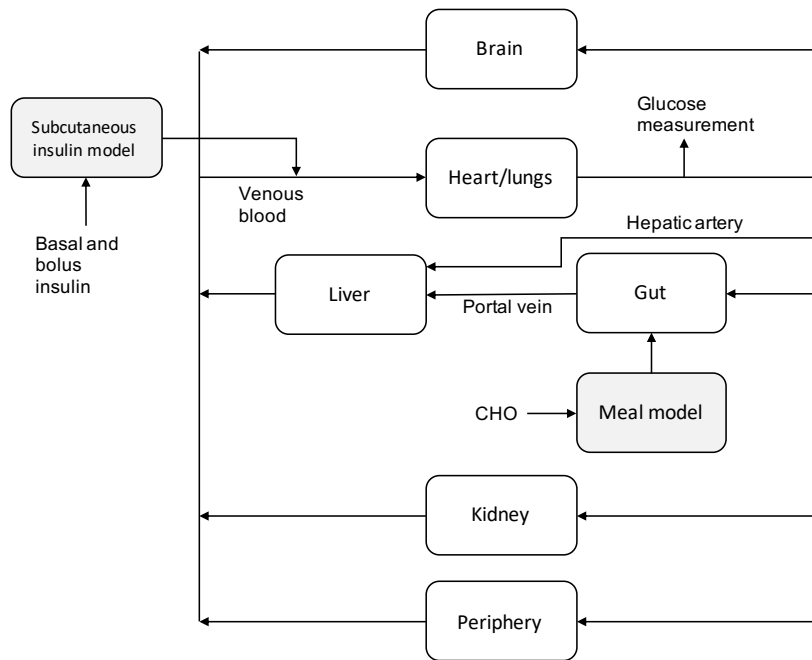 Brain
Subcutaneous
insulin model
Glucose
measurement
Heart/lungs
Venous
blood
Hepatic artery
Basal and
bolus
insulin
Liver
Gut
Portal vein
CHO
Meal model
Kidney
Periphery